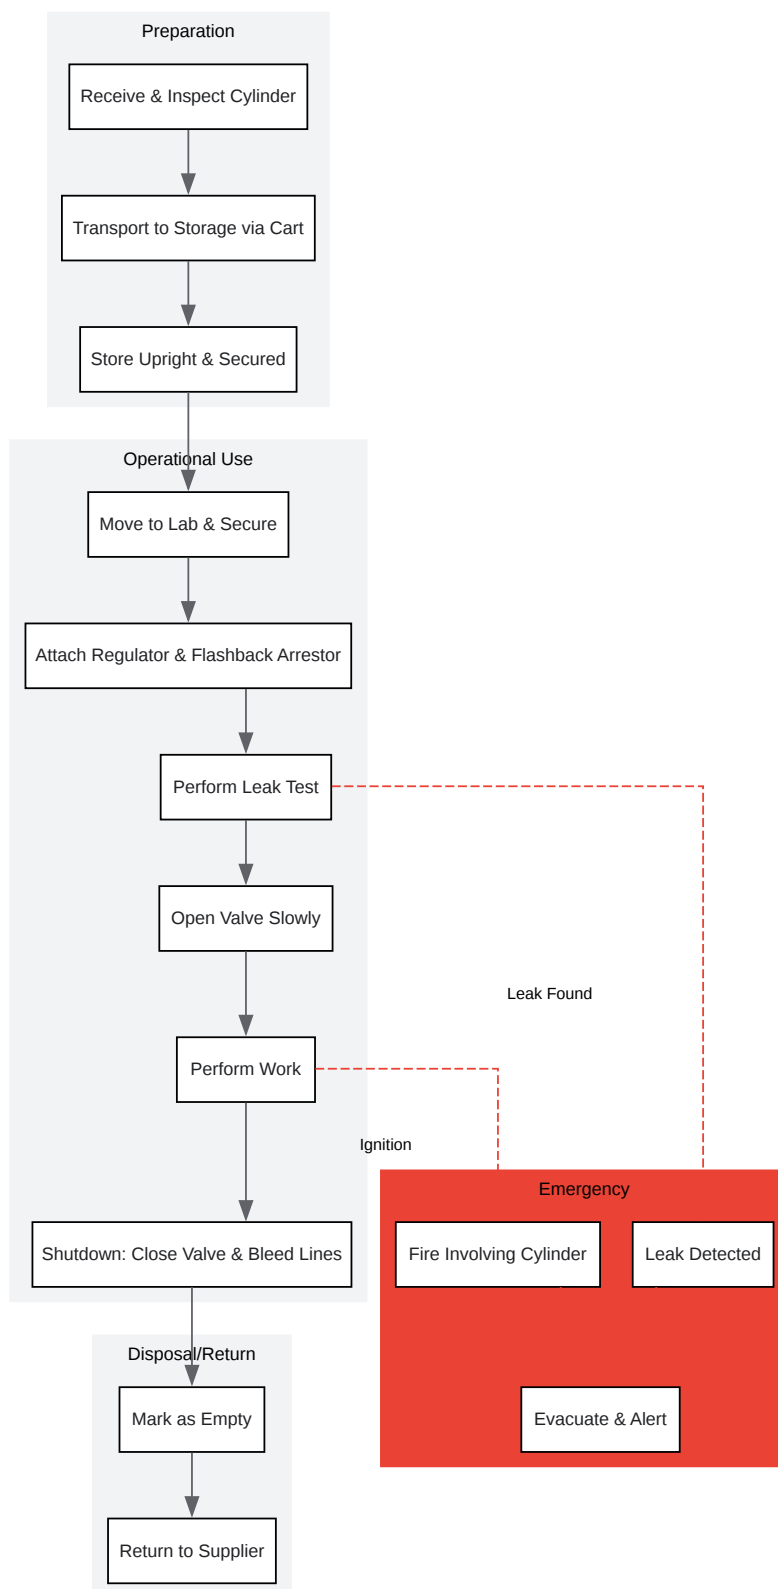 Preparation
Receive & Inspect Cylinder
Transport to Storage via Cart
Store Upright & Secured
Operational Use
Move to Lab & Secure
Attach Regulator & Flashback Arrestor
Perform Leak Test
Open Valve Slowly
Leak Found
Perform Work
Ignition
Emergency
Shutdown: Close Valve & Bleed Lines
Fire Involving Cylinder
Leak Detected
Disposal/Return
Mark as Empty
Evacuate & Alert
Return to Supplier